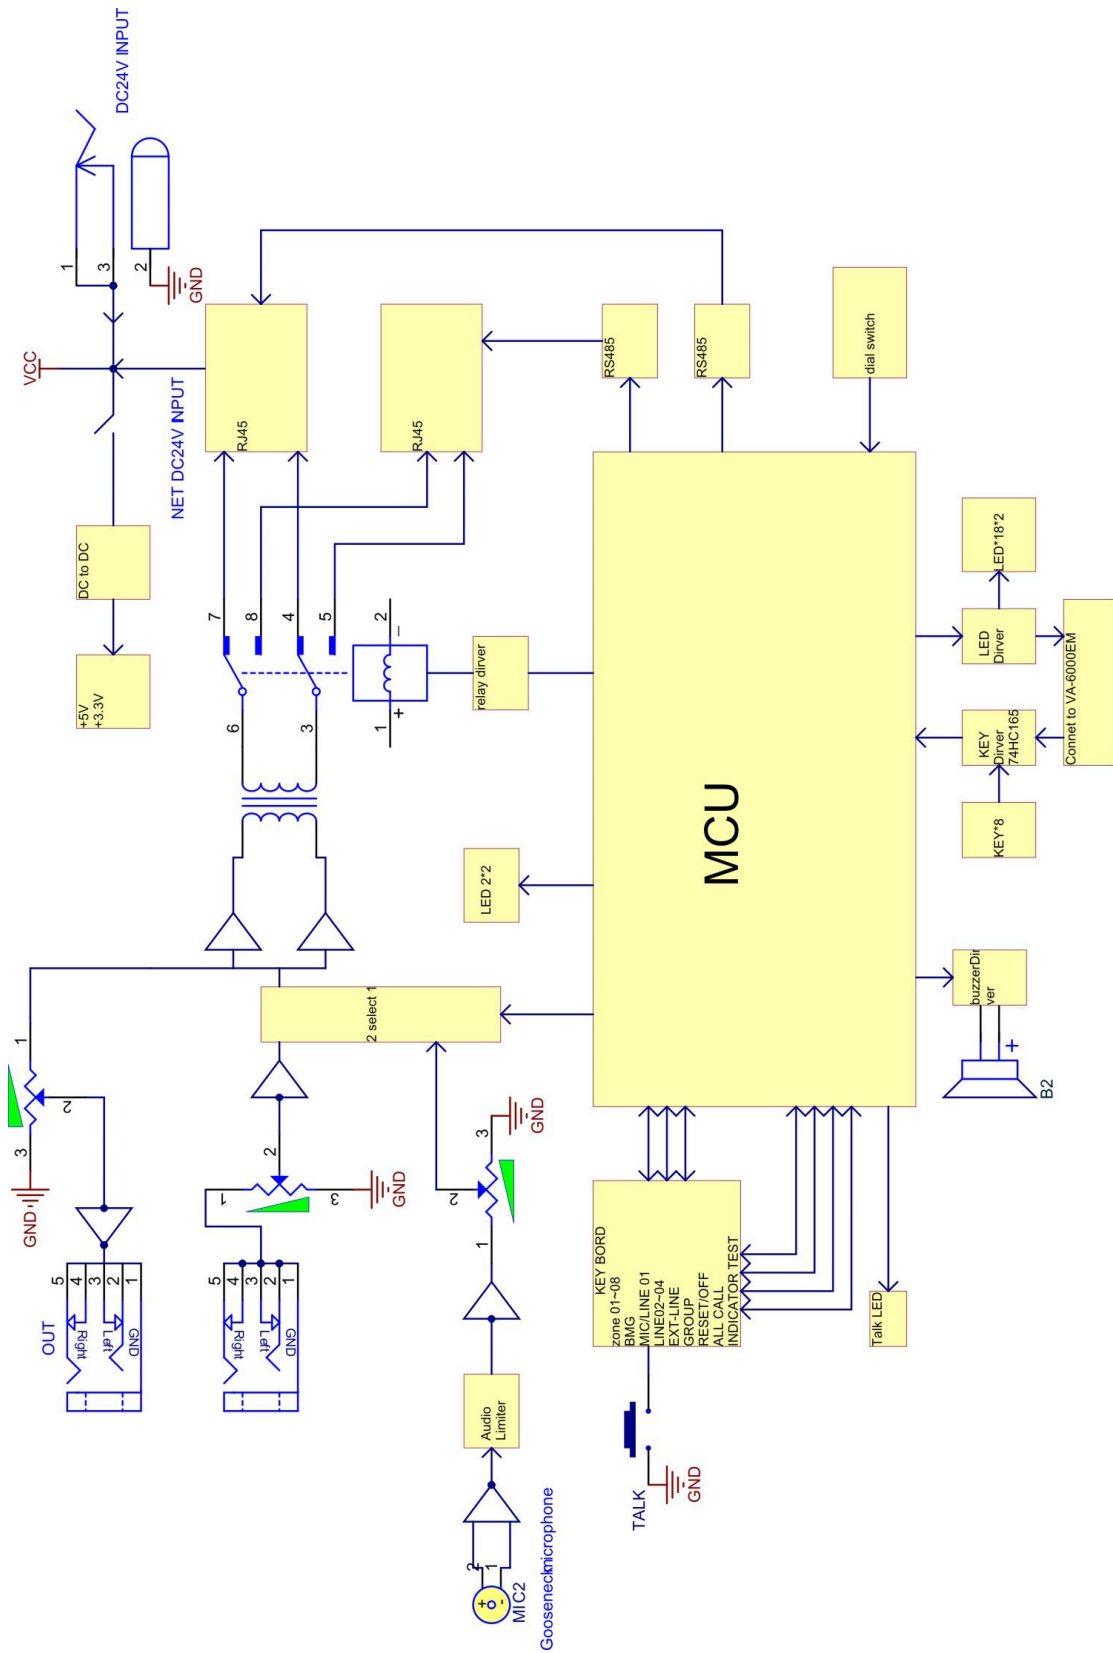 OUT
5
4
3
2
1
Right
Left
GND
GND
3
2
1
5
4
3
2
1
Right
Left
GND
1
2
3
GND
MIC2
2
1
+
-
Gooseneckmicrophone
Audio
Limiter
1
2
3
GND
2 select 1
6
3
7
8
4
5
1
2
+
–
relay dirver
+5V
+3.3V
DC to DC
VCC
NET DC24V INPUT
1
3
2
GND
DC24V INPUT
RJ45
RJ45
RS485
RS485
dial switch
LED 2*2
MCU
TALK
GND
KEY BORD
zone 01~08
BMG
MIC/LINE 01
LINE02~04
EXT-LINE
GROUP
RESET/OFF
ALL CALL
INDICATOR TEST
Talk LED
B2
+
buzzerDir
ver
KEY*8
KEY
Dirver
74HC165
LED
Dirver
LED*18*2
Connet to VA-6000EM